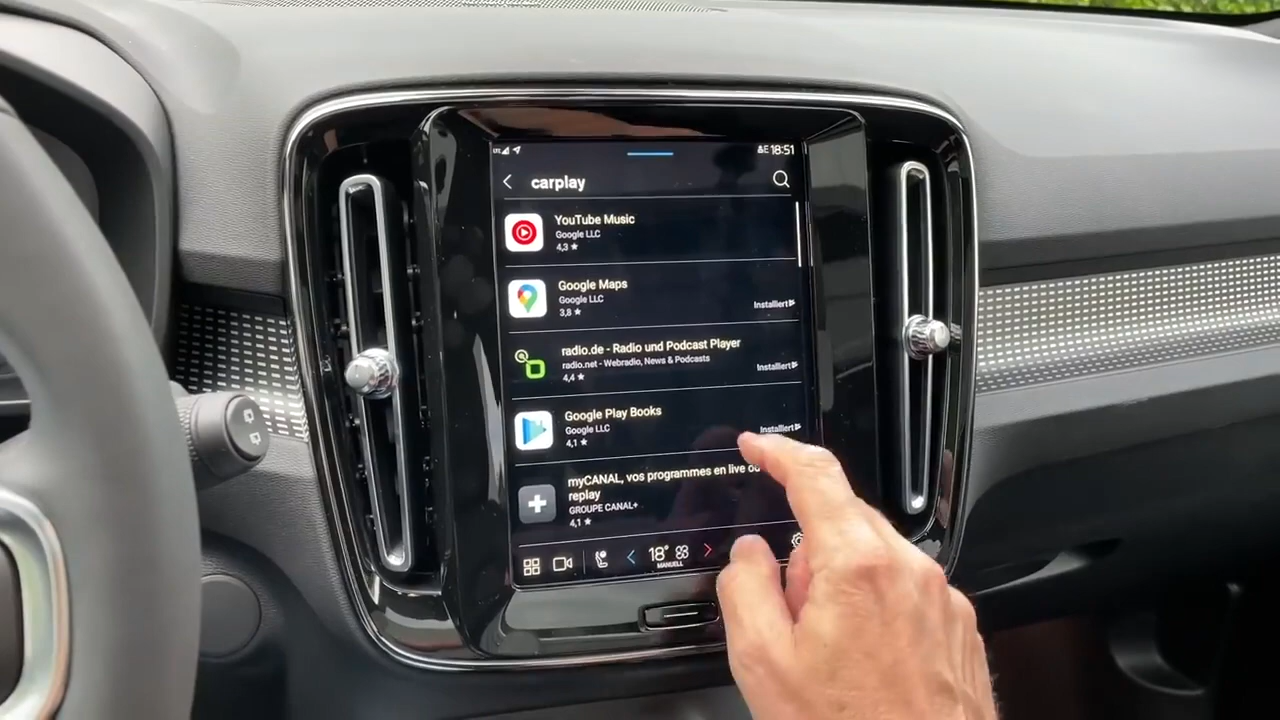 LTE
18:51
carplay
YouTube Music
Google LLC
4,3 ★
Google Maps
Google LLC
3,8 ★
Installiert
radio.de - Radio und Podcast Player
radio.net - Webradio, News & Podcasts
4,4 ★
Installiert
Google Play Books
Google LLC
4,1 ★
Installiert
myCANAL, vos programmes en live ou
replay
GROUPE CANAL+
4,1 ★
18°
MANUELL